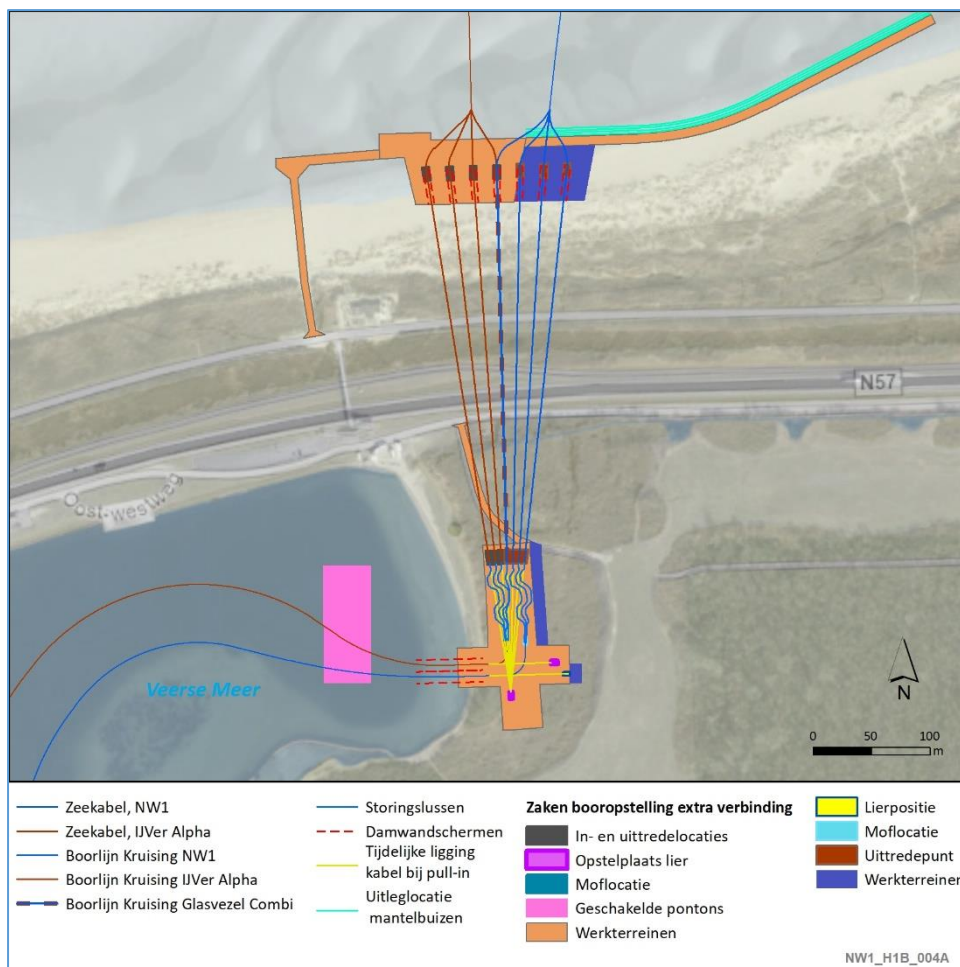 N57
Oost-westweg
Veerse Meer
N
0 50 100
m
Zeekabel, NW1
Zeekabel, IJVer Alpha
Boorlijn Kruising NW1
Boorlijn Kruising IJVer Alpha
Boorlijn Kruising Glasvezel Combi
Storingslussen
Damwandschermen
Tijdelijke ligging
kabel bij pull-in
Uitleglocatie
mantelbuizen
Zaken booropstelling extra verbinding
In- en uittredelocaties
Opstelplaats lier
Moflocatie
Geschakelde pontons
Werkterreinen
Lierpositie
Moflocatie
Uittredepunt
Werkterreinen
NW1_H1B_004A